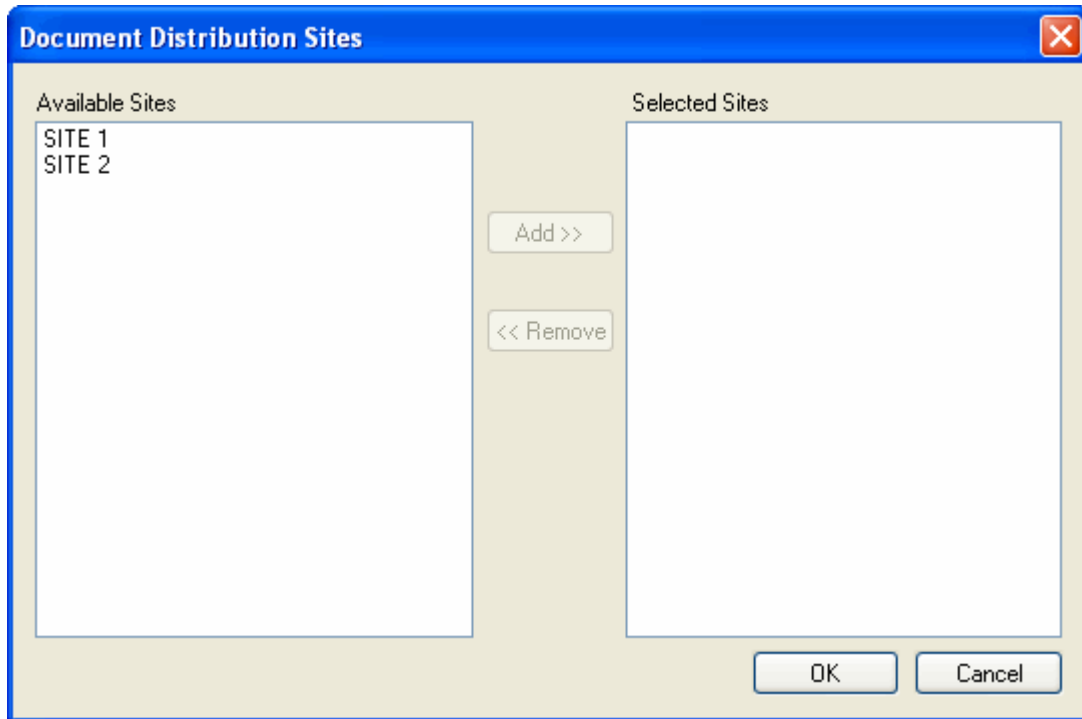 Document Distribution Sites
Available Sites
Selected Sites
SITE 1
SITE 2
Add >>
<< Remove
OK
Cancel